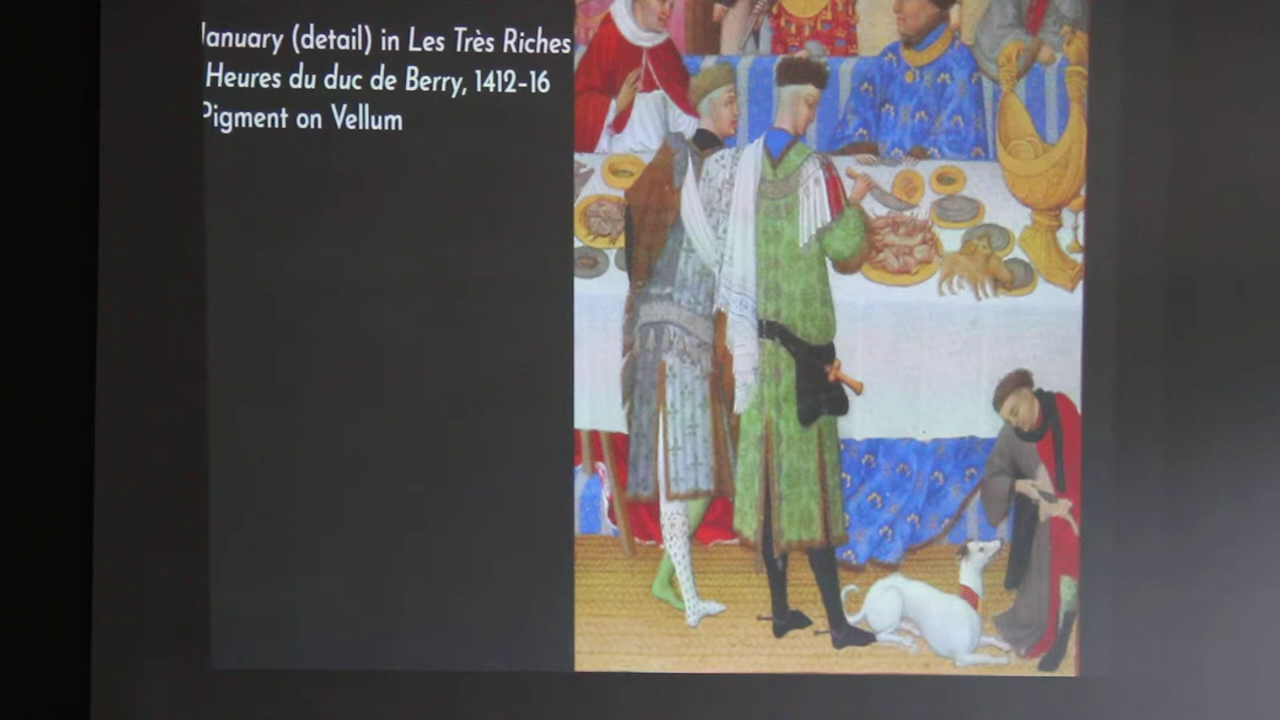 January (detail) in Les Très Riches
Heures du duc de Berry, 1412-16
Pigment on Vellum